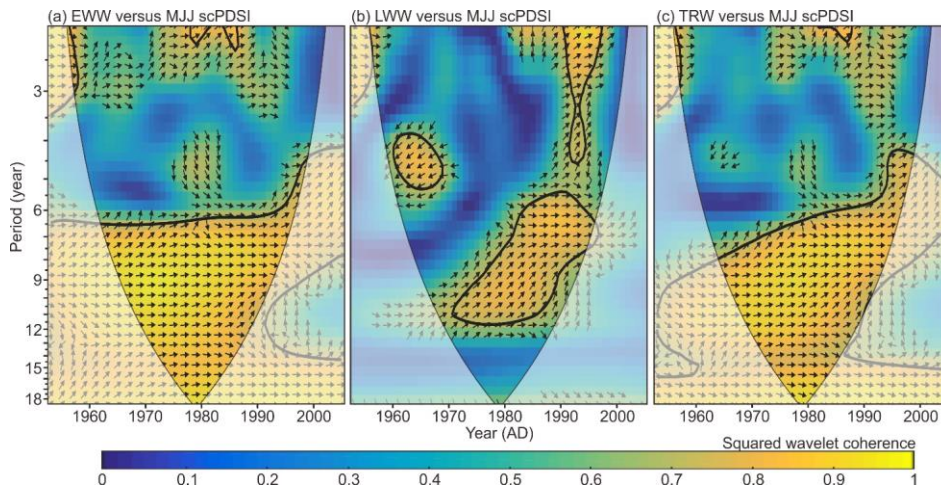 (a) EWW versus MJJ scPDSI
(b) LWW versus MJJ scPDSI
(c) TRW versus MJJ scPDSI
Period (year)
3
6
9
12
15
18
1960 1970 1980 1990 2000
1960 1970 1980 1990 2000
1960 1970 1980 1990 2000
Year (AD)
Squared wavelet coherence
0 0.1 0.2 0.3 0.4 0.5 0.6 0.7 0.8 0.9 1